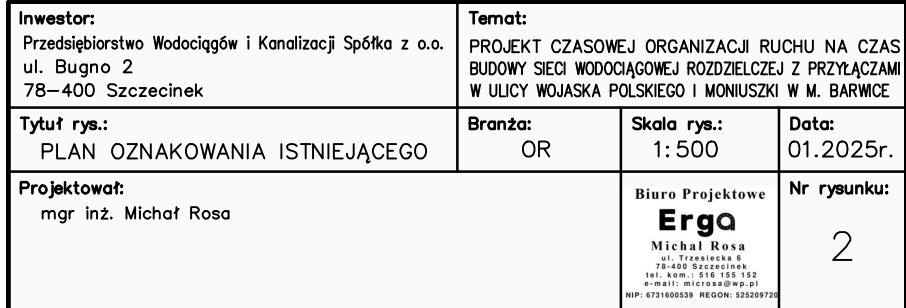 Inwestor:
Przedsiębiorstwo Wodociągów i Kanalizacji Spółka z o.o.
ul. Bugno 2
78-400 Szczecinek
Temat:
PROJEKT CZASOWEJ ORGANIZACJI RUCHU NA CZAS
BUDOWY SIECI WODOCIĄGOWEJ ROZDZIELCZEJ Z PRZYŁĄCZAMI
W ULICY WOJASKA POLSKIEGO I MONIUSZKI W M. BARWICE
Tytuł rys.:
PLAN OZNAKOWANIA ISTNIEJĄCEGO
Branża:
OR
Skala rys.:
1:500
Data:
01.2025r.
Projektował:
mgr inż. Michał Rosa
Biuro Projektowe
Erga
Michał Rosa
ul. Trzesiecka 6
78-400 Szczecinek
tel. kom.: 516 155 152
e-mail: microsa@wp.pl
NIP: 6731600539 REGON: 525209720
Nr rysunku:
2